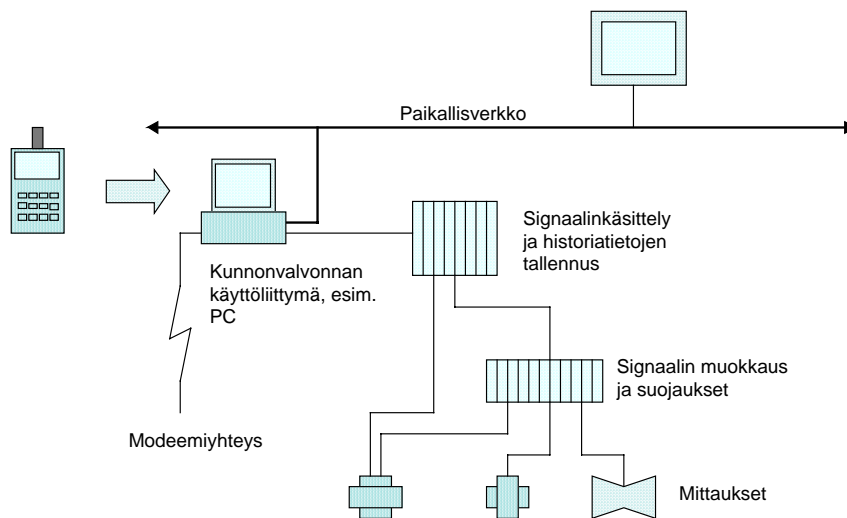 Paikallisverkko
Signaalinkäsittely
ja historiatietojen
tallennus
Kunnonvalvonnan
käyttöliittymä, esim.
PC
Signaalin muokkaus
ja suojaukset
Modeemiyhteys
Mittaukset